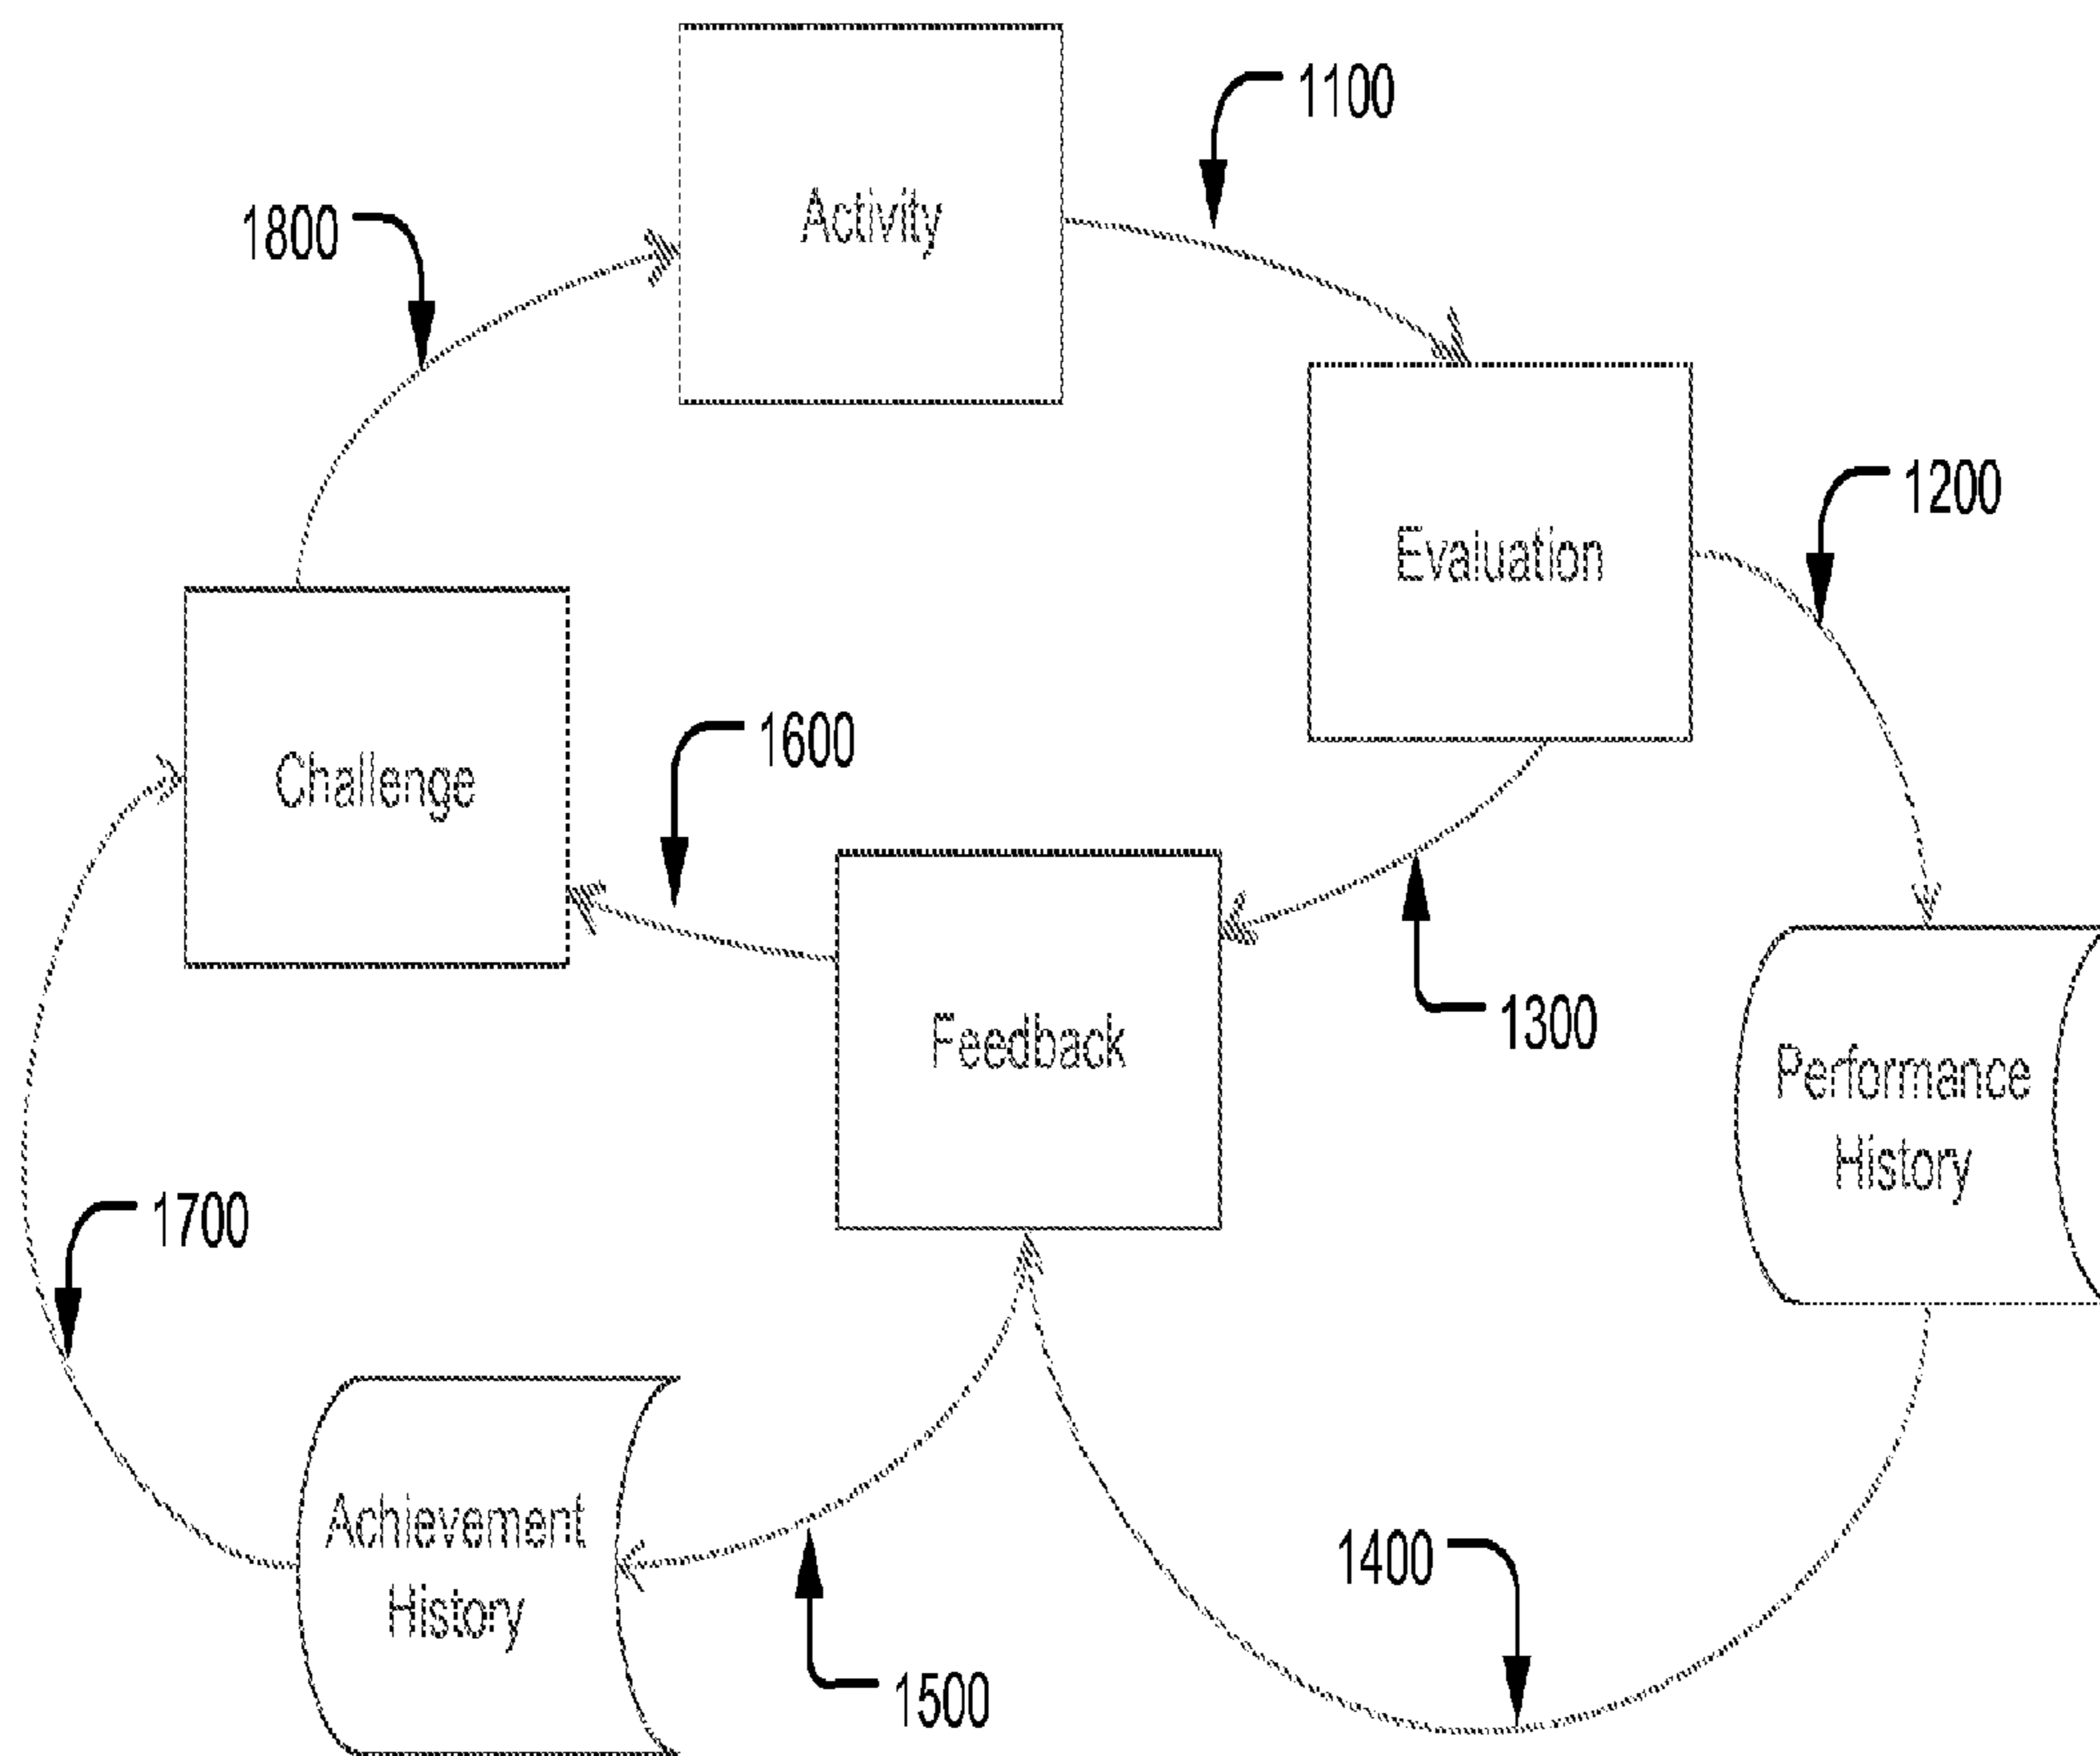 1100
Activity
1800
1200
Evaluation
1600
Challenge
1300
Feedback
Performance
History
1700
Achievement
History
1400
1500